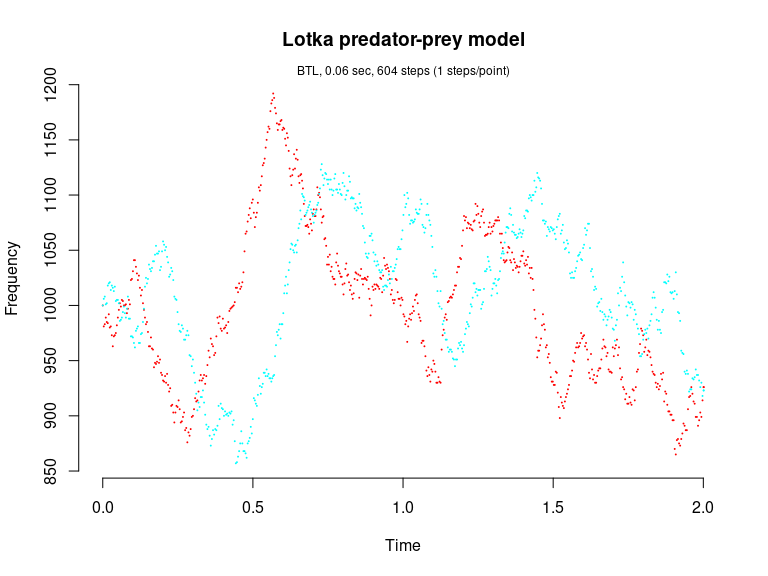 Lotka predator-prey model
BTL, 0.06 sec, 604 steps (1 steps/point)
Frequency
1200
1150
1100
1050
1000
950
900
850
0.0 0.5 1.0 1.5 2.0
Time